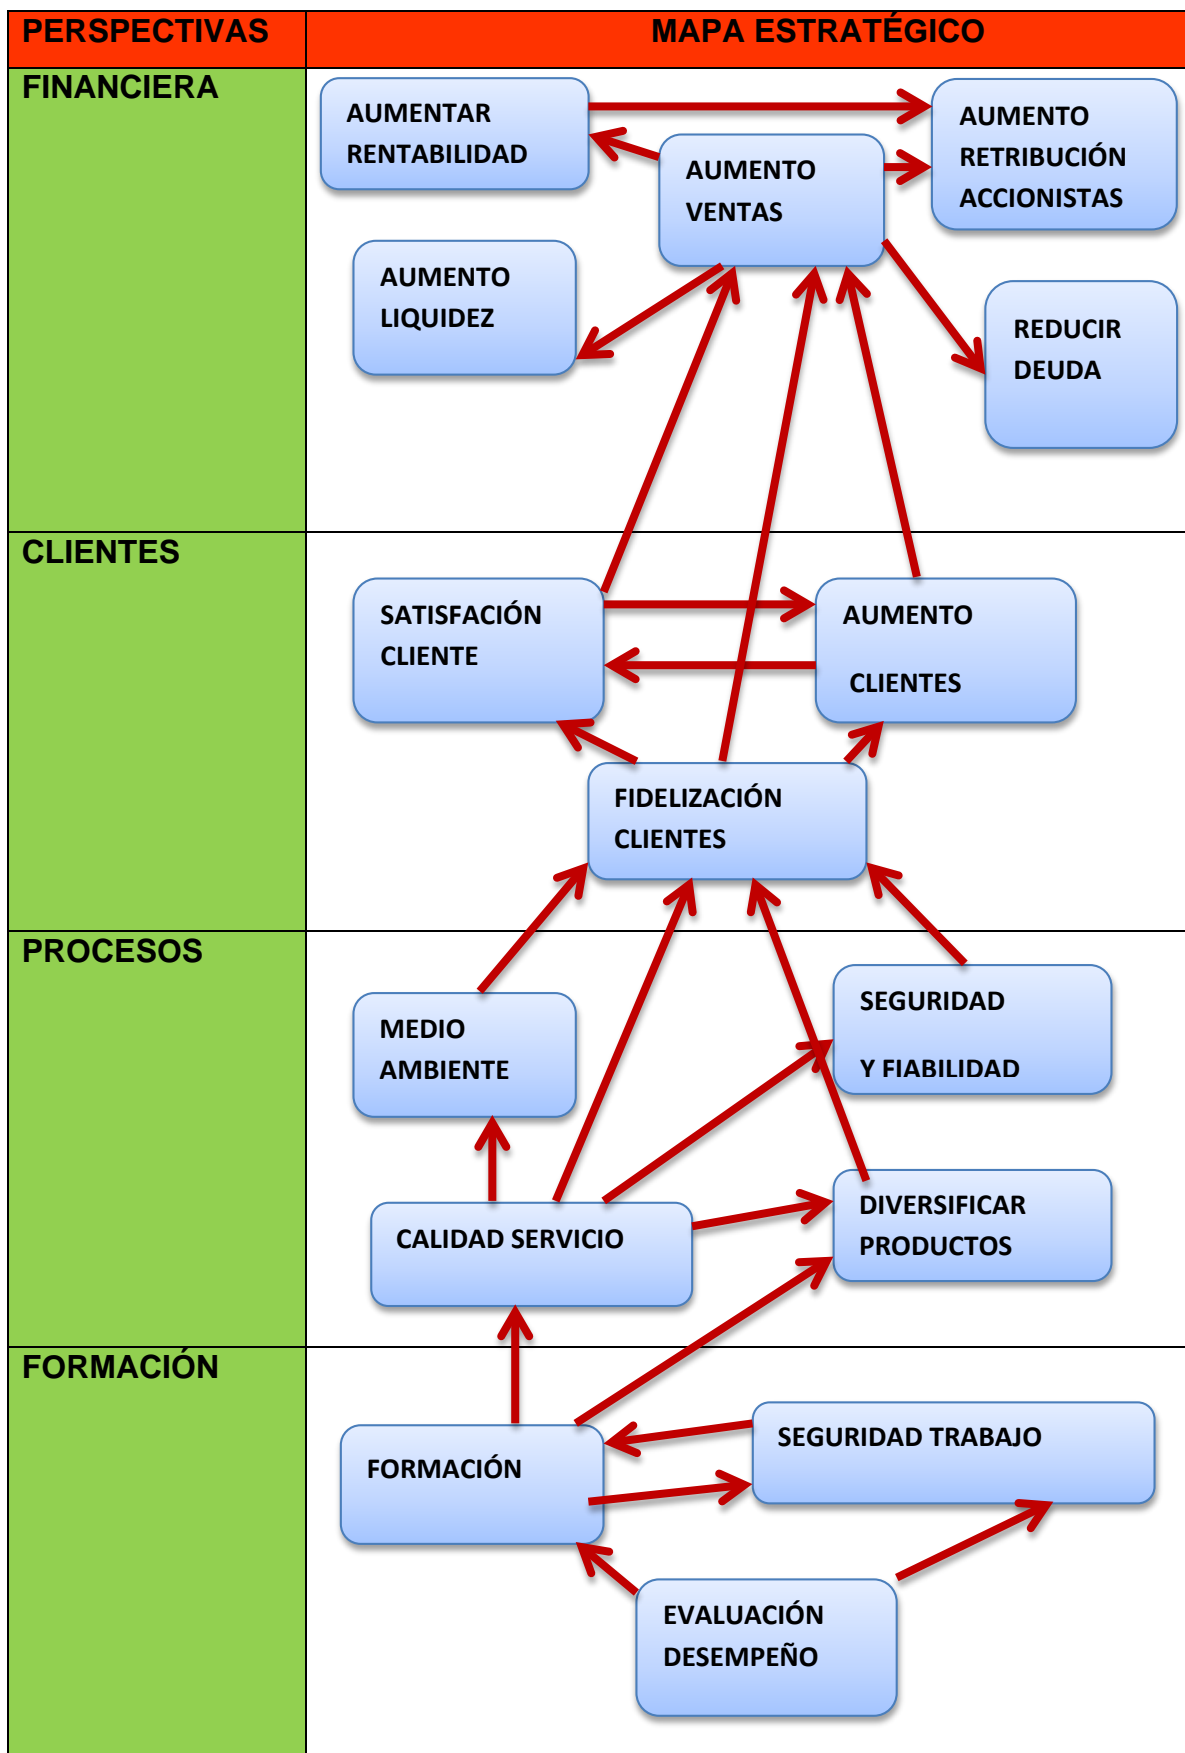 PERSPECTIVAS
MAPA ESTRATÉGICO
FINANCIERA
AUMENTAR
RENTABILIDAD
AUMENTO
VENTAS
AUMENTO
RETRIBUCIÓN
ACCIONISTAS
AUMENTO
LIQUIDEZ
REDUCIR
DEUDA
CLIENTES
SATISFACIÓN
CLIENTE
AUMENTO
CLIENTES
FIDELIZACIÓN
CLIENTES
PROCESOS
MEDIO
AMBIENTE
SEGURIDAD
Y FIABILIDAD
CALIDAD SERVICIO
DIVERSIFICAR
PRODUCTOS
FORMACIÓN
FORMACIÓN
SEGURIDAD TRABAJO
EVALUACIÓN
DESEMPEÑO